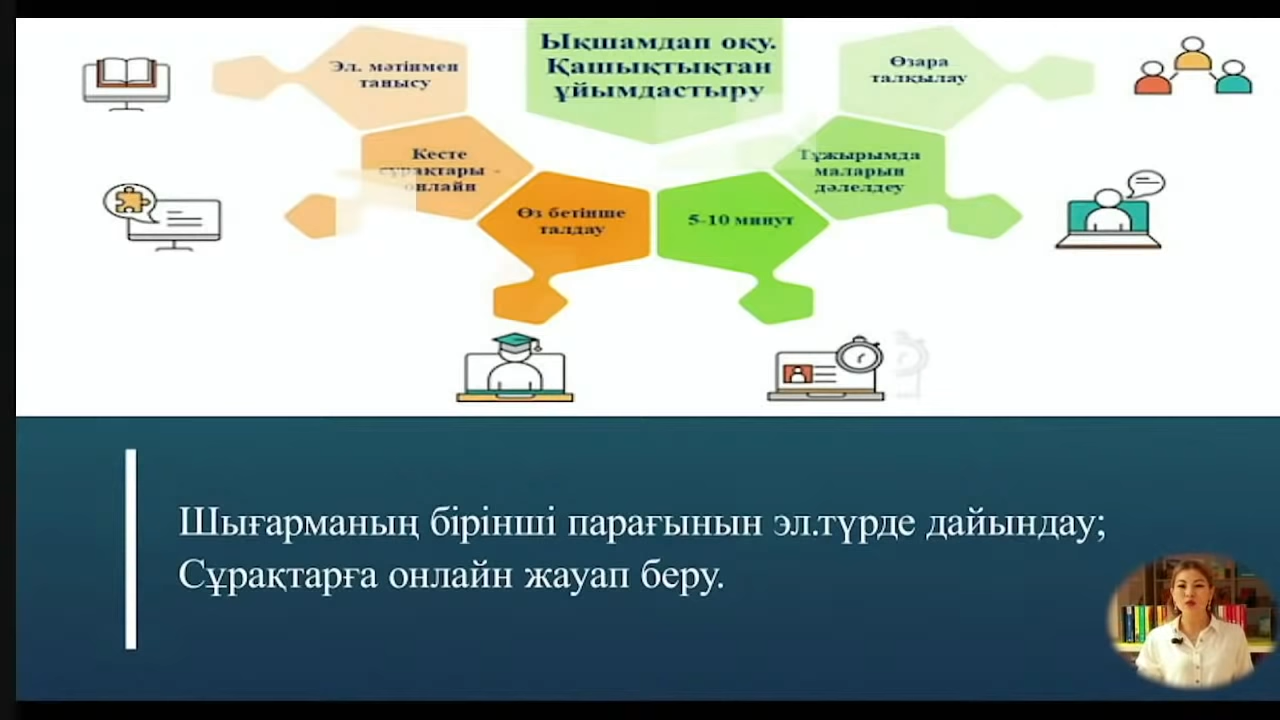 Ықшамдап оқу.
Қашықтықтан
ұйымдастыру
Эл. мәтінмен
танысу
Кесте
сұрақтары -
онлайн
Өз бетінше
талдау
5-10 минут
Тұжырымда
маларын
дәлелдеу
Өзара
талқылау
Шығарманың бірінші парағынын эл.түрде дайындау;
Сұрақтарға онлайн жауап беру.